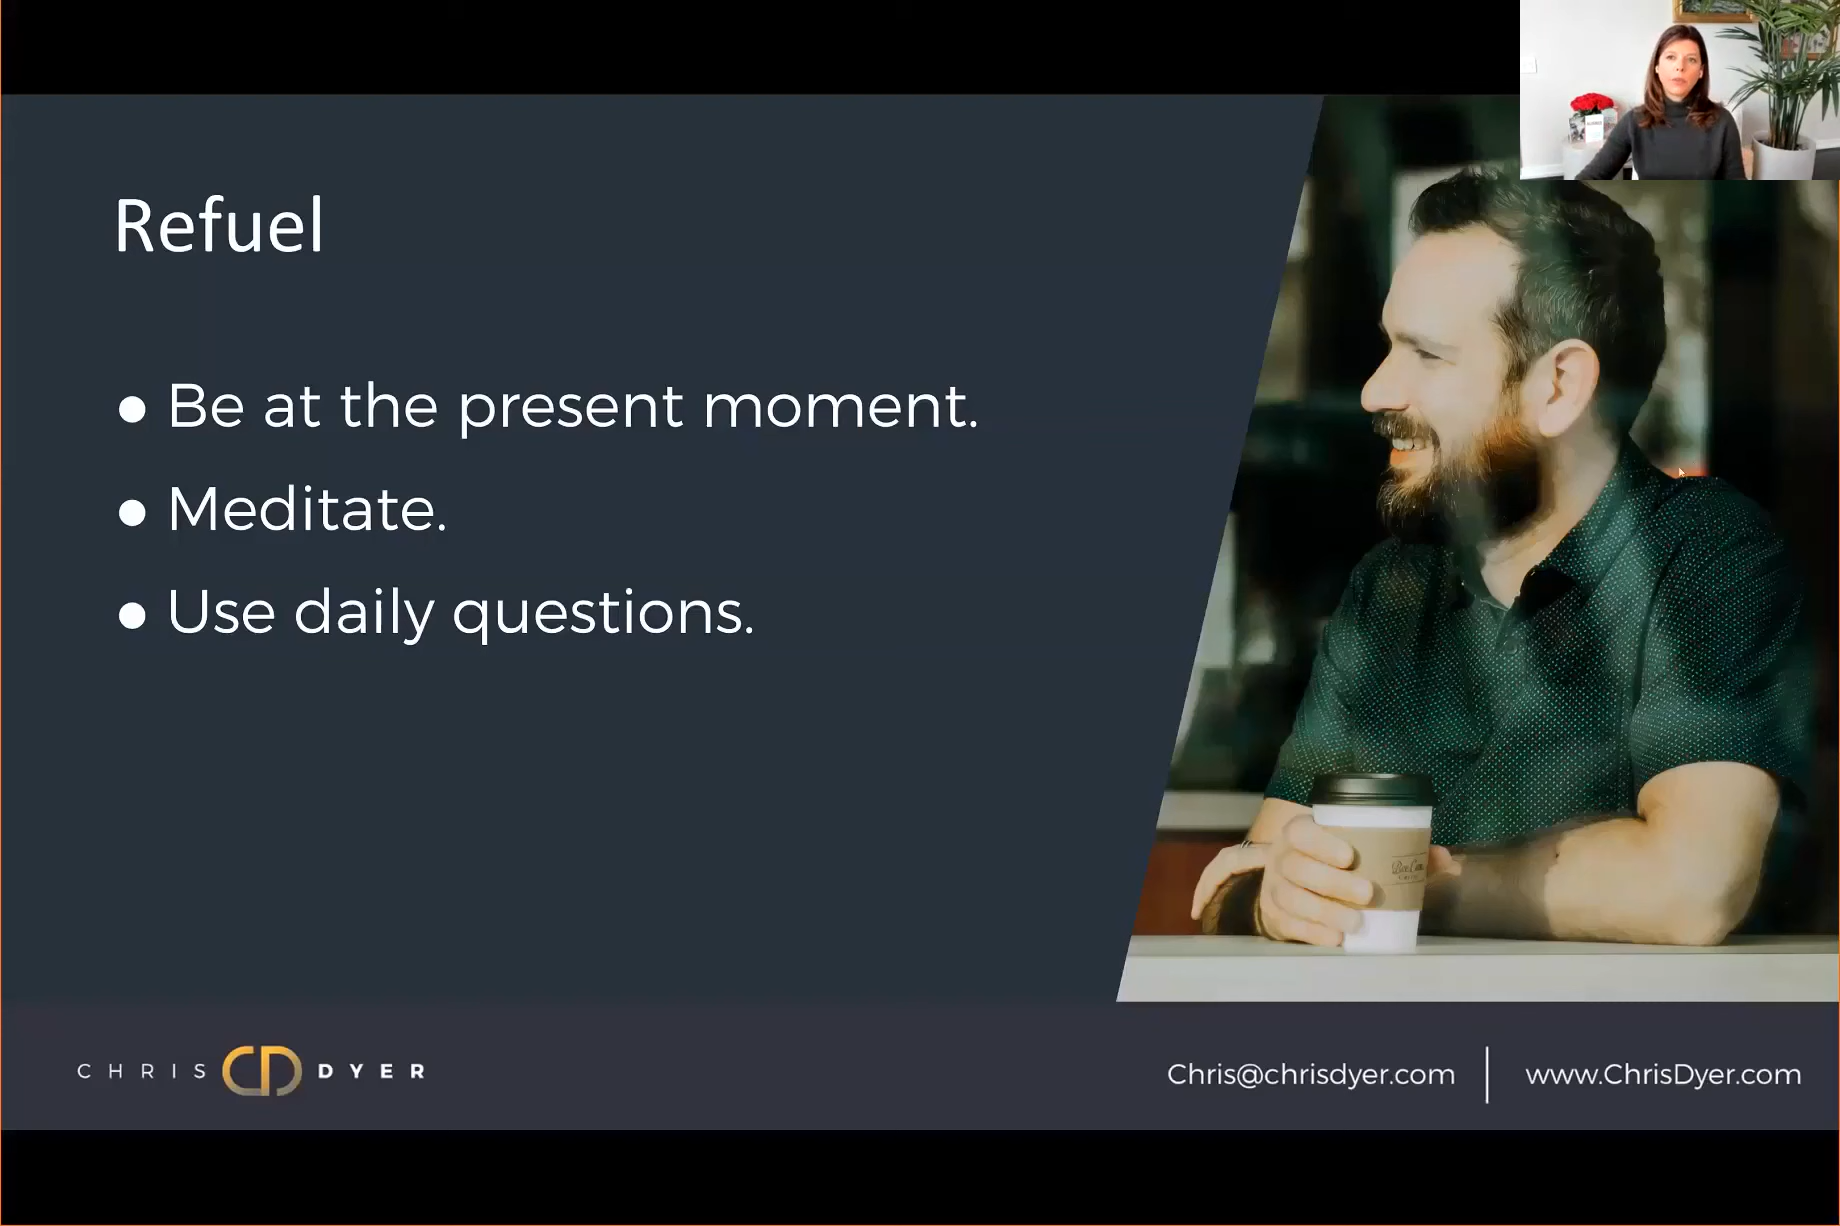 Refuel
● Be at the present moment.
● Meditate.
● Use daily questions.
CHRIS CD DYER
Chris@chrisdyer.com | www.ChrisDyer.com